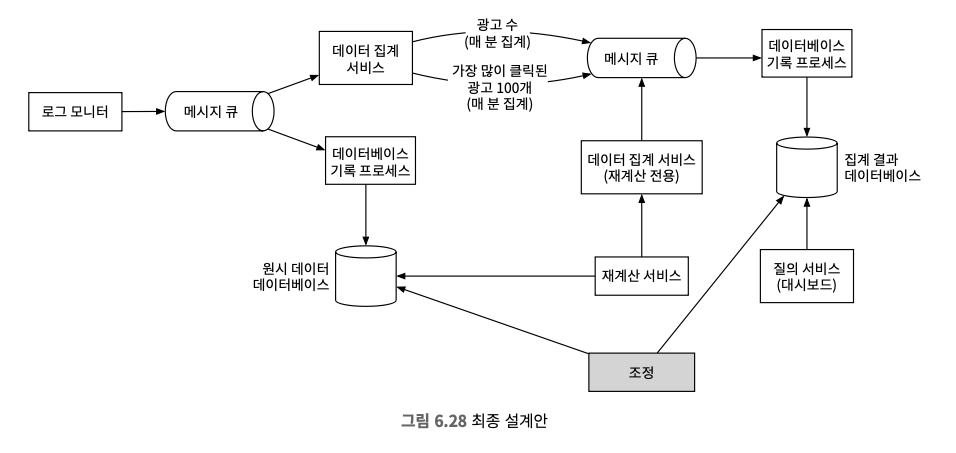 로그 모니터
메시지 큐
데이터 집계
서비스
광고 수
(매 분 집계)
가장 많이 클릭된
광고 100개
(매 분 집계)
메시지 큐
데이터베이스
기록 프로세스
데이터베이스
기록 프로세스
데이터 집계 서비스
(재계산 전용)
집계 결과
데이터베이스
원시 데이터
데이터베이스
재계산 서비스
질의 서비스
(대시보드)
조정
그림 6.28 최종 설계안